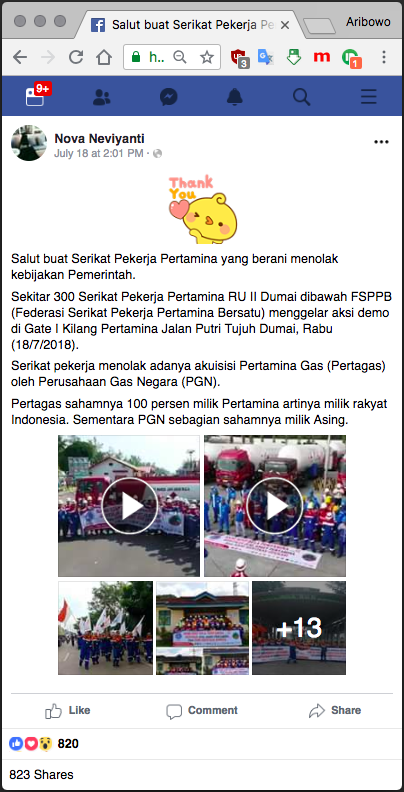 Salut buat Serikat Pekerja Pe
Aribowo
h..
3
1
9+
Nova Neviyanti
July 18 at 2:01 PM ·
Thank
You
Salut buat Serikat Pekerja Pertamina yang berani menolak
kebijakan Pemerintah.
Sekitar 300 Serikat Pekerja Pertamina RU II Dumai dibawah FSPPB
(Federasi Serikat Pekerja Pertamina Bersatu) menggelar aksi demo
di Gate I Kilang Pertamina Jalan Putri Tujuh Dumai, Rabu
(18/7/2018).
Serikat pekerja menolak adanya akuisisi Pertamina Gas (Pertagas)
oleh Perusahaan Gas Negara (PGN).
Pertagas sahamnya 100 persen milik Pertamina artinya milik rakyat
Indonesia. Sementara PGN sebagian sahamnya milik Asing.
+13
Like
Comment
Share
820
823 Shares